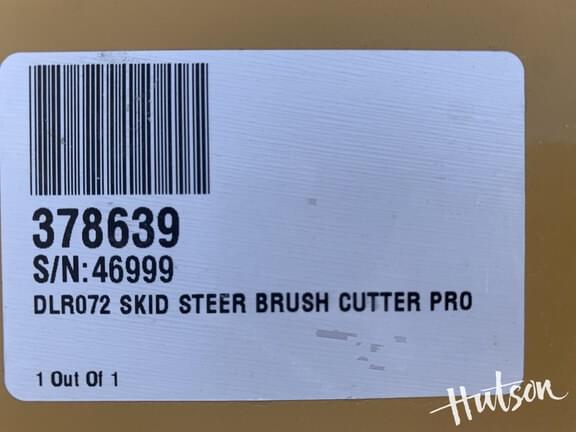 378639
S/N:46999
DLR072 SKID STEER BRUSH CUTTER PRO
1 Out Of 1
Hutson